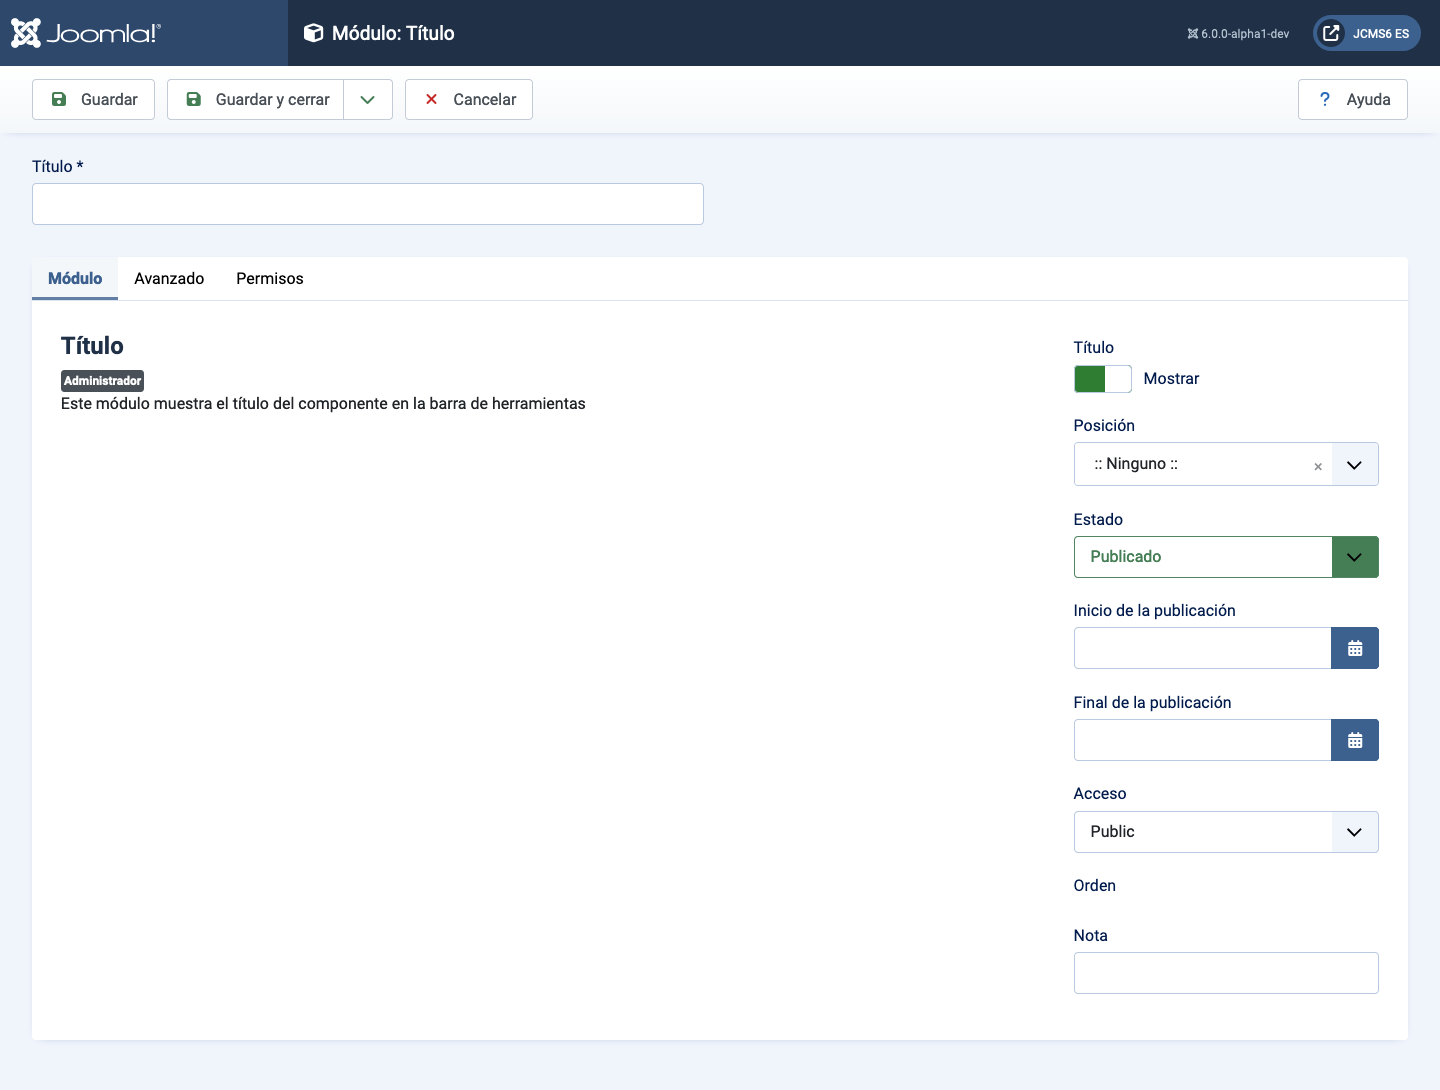 Joomla!®
Módulo: Título
6.0.0-alpha1-dev
JCMS6 ES
Guardar
Guardar y cerrar
Cancelar
? Ayuda
Título *
Módulo
Avanzado
Permisos
Título
Administrador
Este módulo muestra el título del componente en la barra de herramientas
Título
Mostrar
Posición
:: Ninguno :: ×
Estado
Publicado
Inicio de la publicación
Final de la publicación
Acceso
Public
Orden
Nota